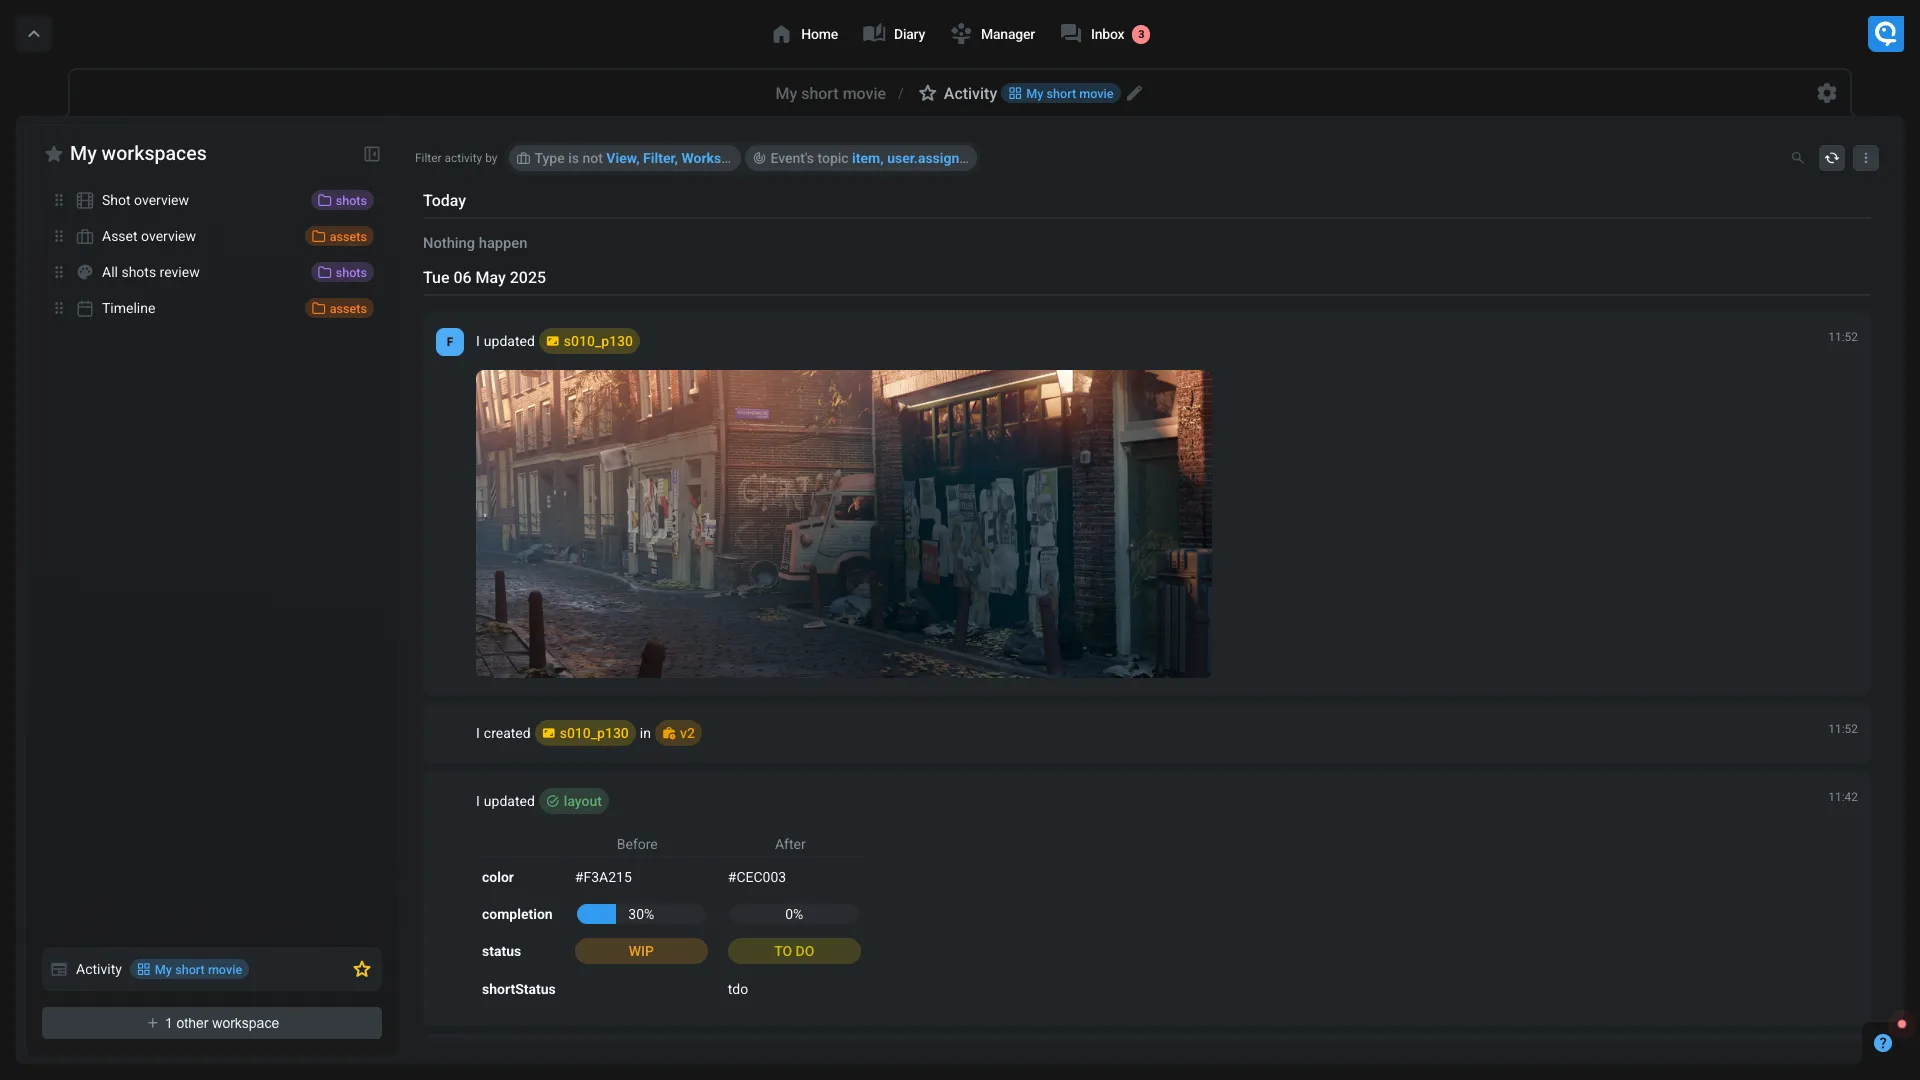 Home
Diary
Manager
Inbox 3
My short movie / Activity My short movie
My workspaces
Shot overview shots
Asset overview assets
All shots review shots
Timeline assets
Activity My short movie
+ 1 other workspace
Filter activity by Type is not View, Filter, Works... Event's topic item, user.assign...
Today
Nothing happen
Tue 06 May 2025
F I updated s010_p130 11:52
I created s010_p130 in v2 11:52
I updated layout 11:42
Before After
color #F3A215 #CEC003
completion 30% 0%
status WIP TO DO
shortStatus tdo
?